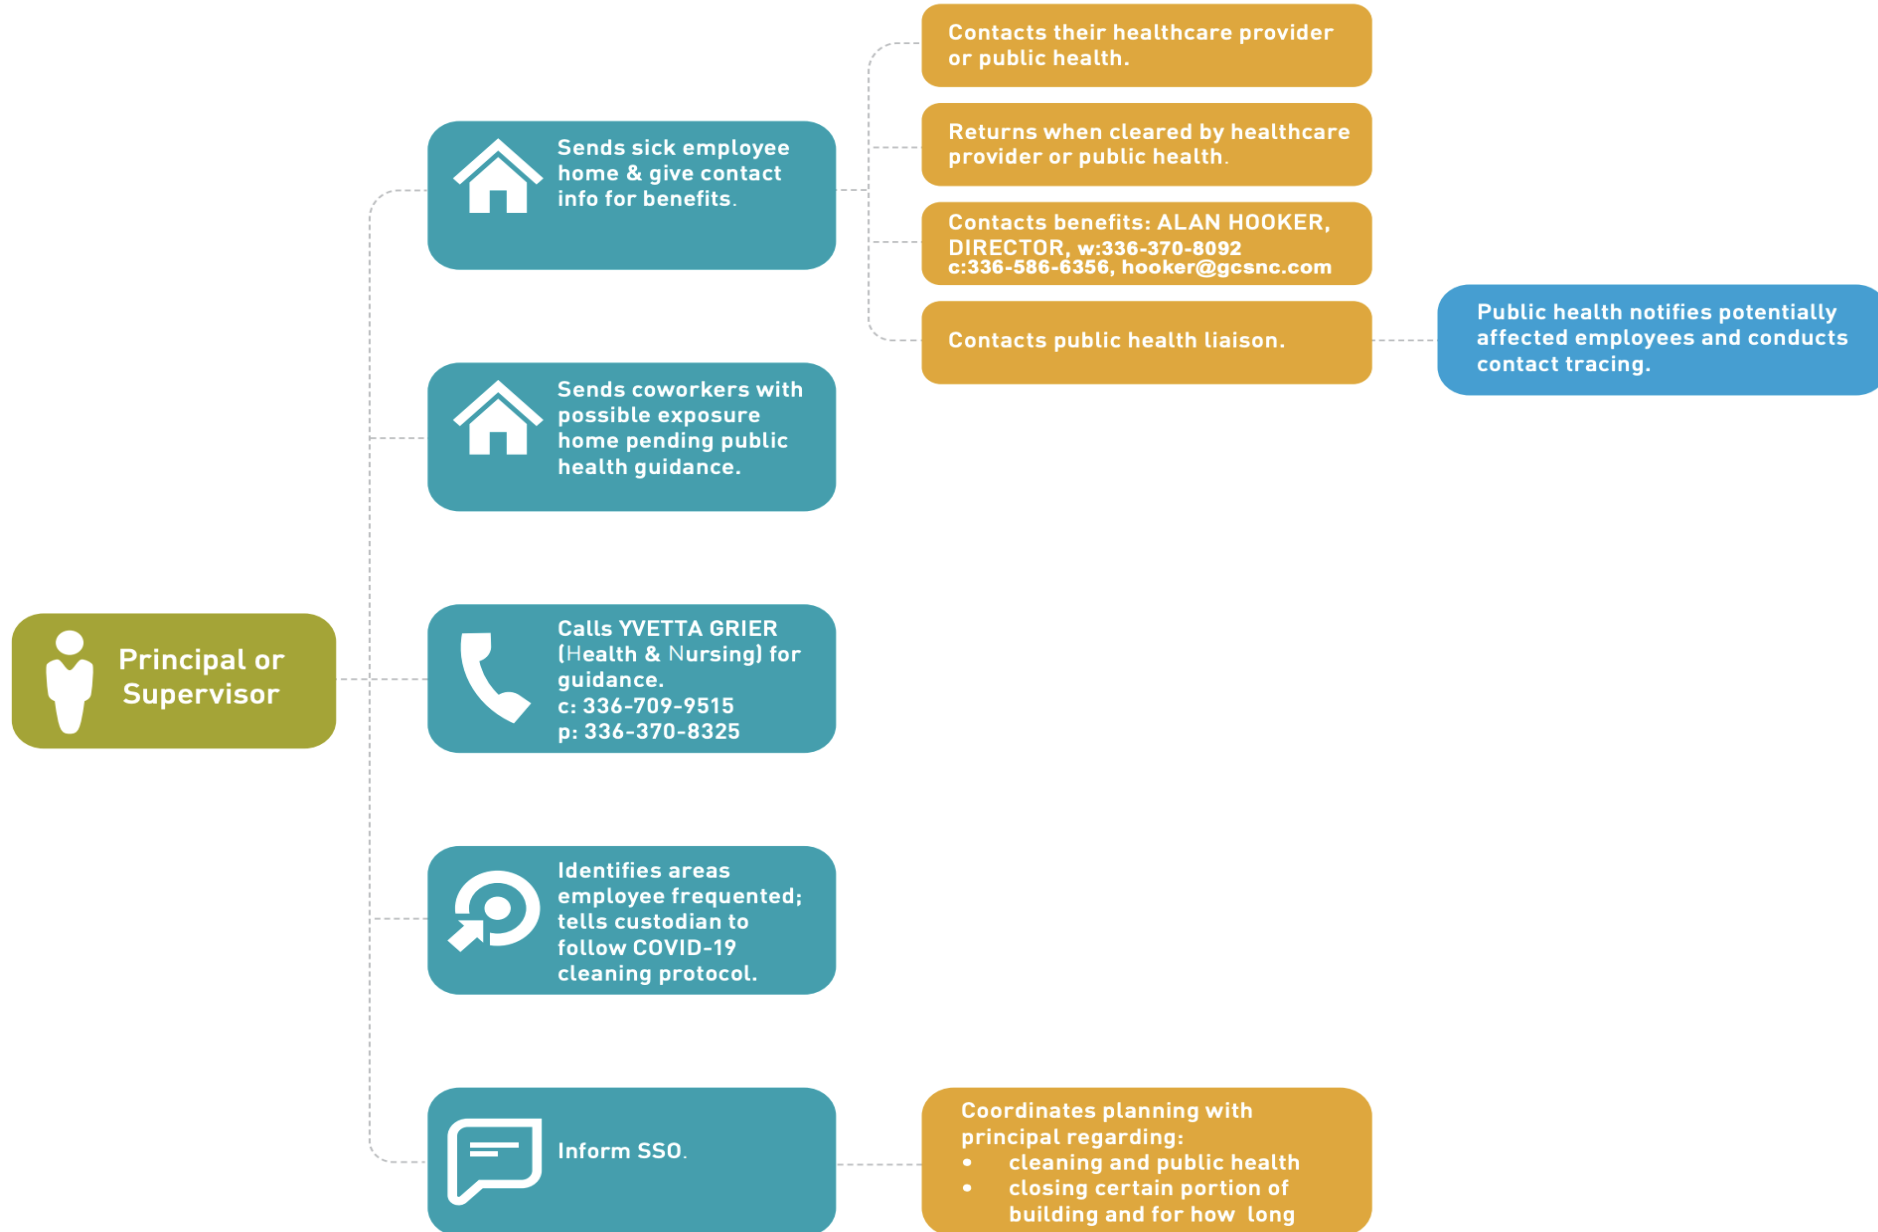 Principal or
Supervisor
Sends sick employee
home & give contact
info for benefits.
Contacts their healthcare provider
or public health.
Returns when cleared by healthcare
provider or public health.
Contacts benefits: ALAN HOOKER,
DIRECTOR, w:336-370-8092
c:336-586-6356, hooker@gcsnc.com
Contacts public health liaison.
Public health notifies potentially
affected employees and conducts
contact tracing.
Sends coworkers with
possible exposure
home pending public
health guidance.
Calls YVETTA GRIER
(Health & Nursing) for
guidance.
c: 336-709-9515
p: 336-370-8325
Identifies areas
employee frequented;
tells custodian to
follow COVID-19
cleaning protocol.
Inform SSO.
Coordinates planning with
principal regarding:
• cleaning and public health
• closing certain portion of
building and for how long